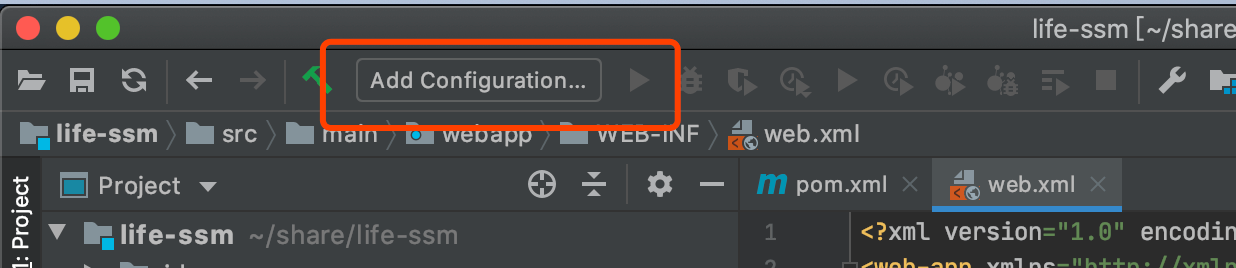 life-ssm [~/share
Add Configuration...
life-ssm src main webapp WEB-INF web.xml
1: Project
Project
pom.xml
web.xml
life-ssm ~/share/life-ssm
1 <?xml version="1.0" encodin
2 <web-app xmlns="http://xmlp